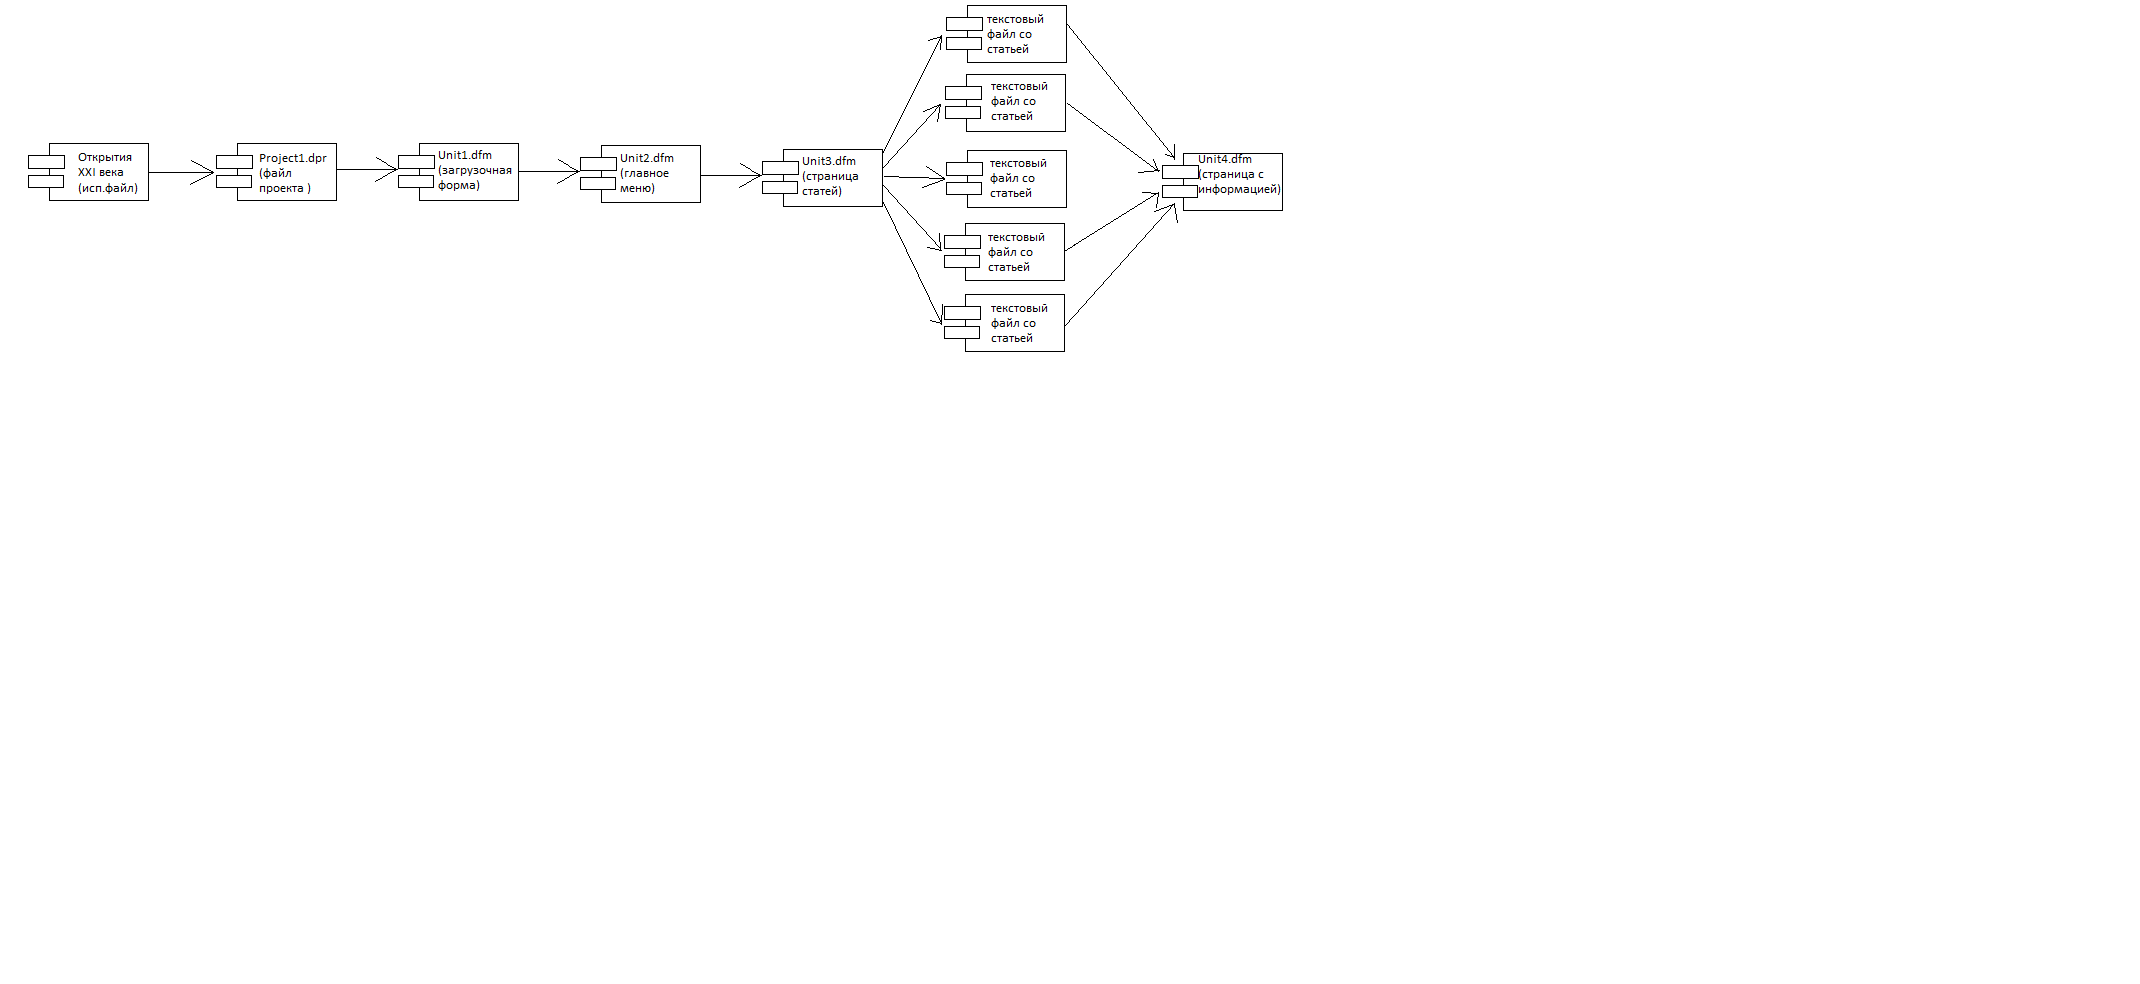 Открытия
XXI века
(исп.файл)
Project1.dpr
(файл
проекта )
Unit1.dfm
(загрузочная
форма)
Unit2.dfm
(главное
меню)
Unit3.dfm
(страница
статей)
текстовый
файл со
статьей
текстовый
файл со
статьей
текстовый
файл со
статьей
текстовый
файл со
статьей
текстовый
файл со
статьей
Unit4.dfm
(страница с
информацией)